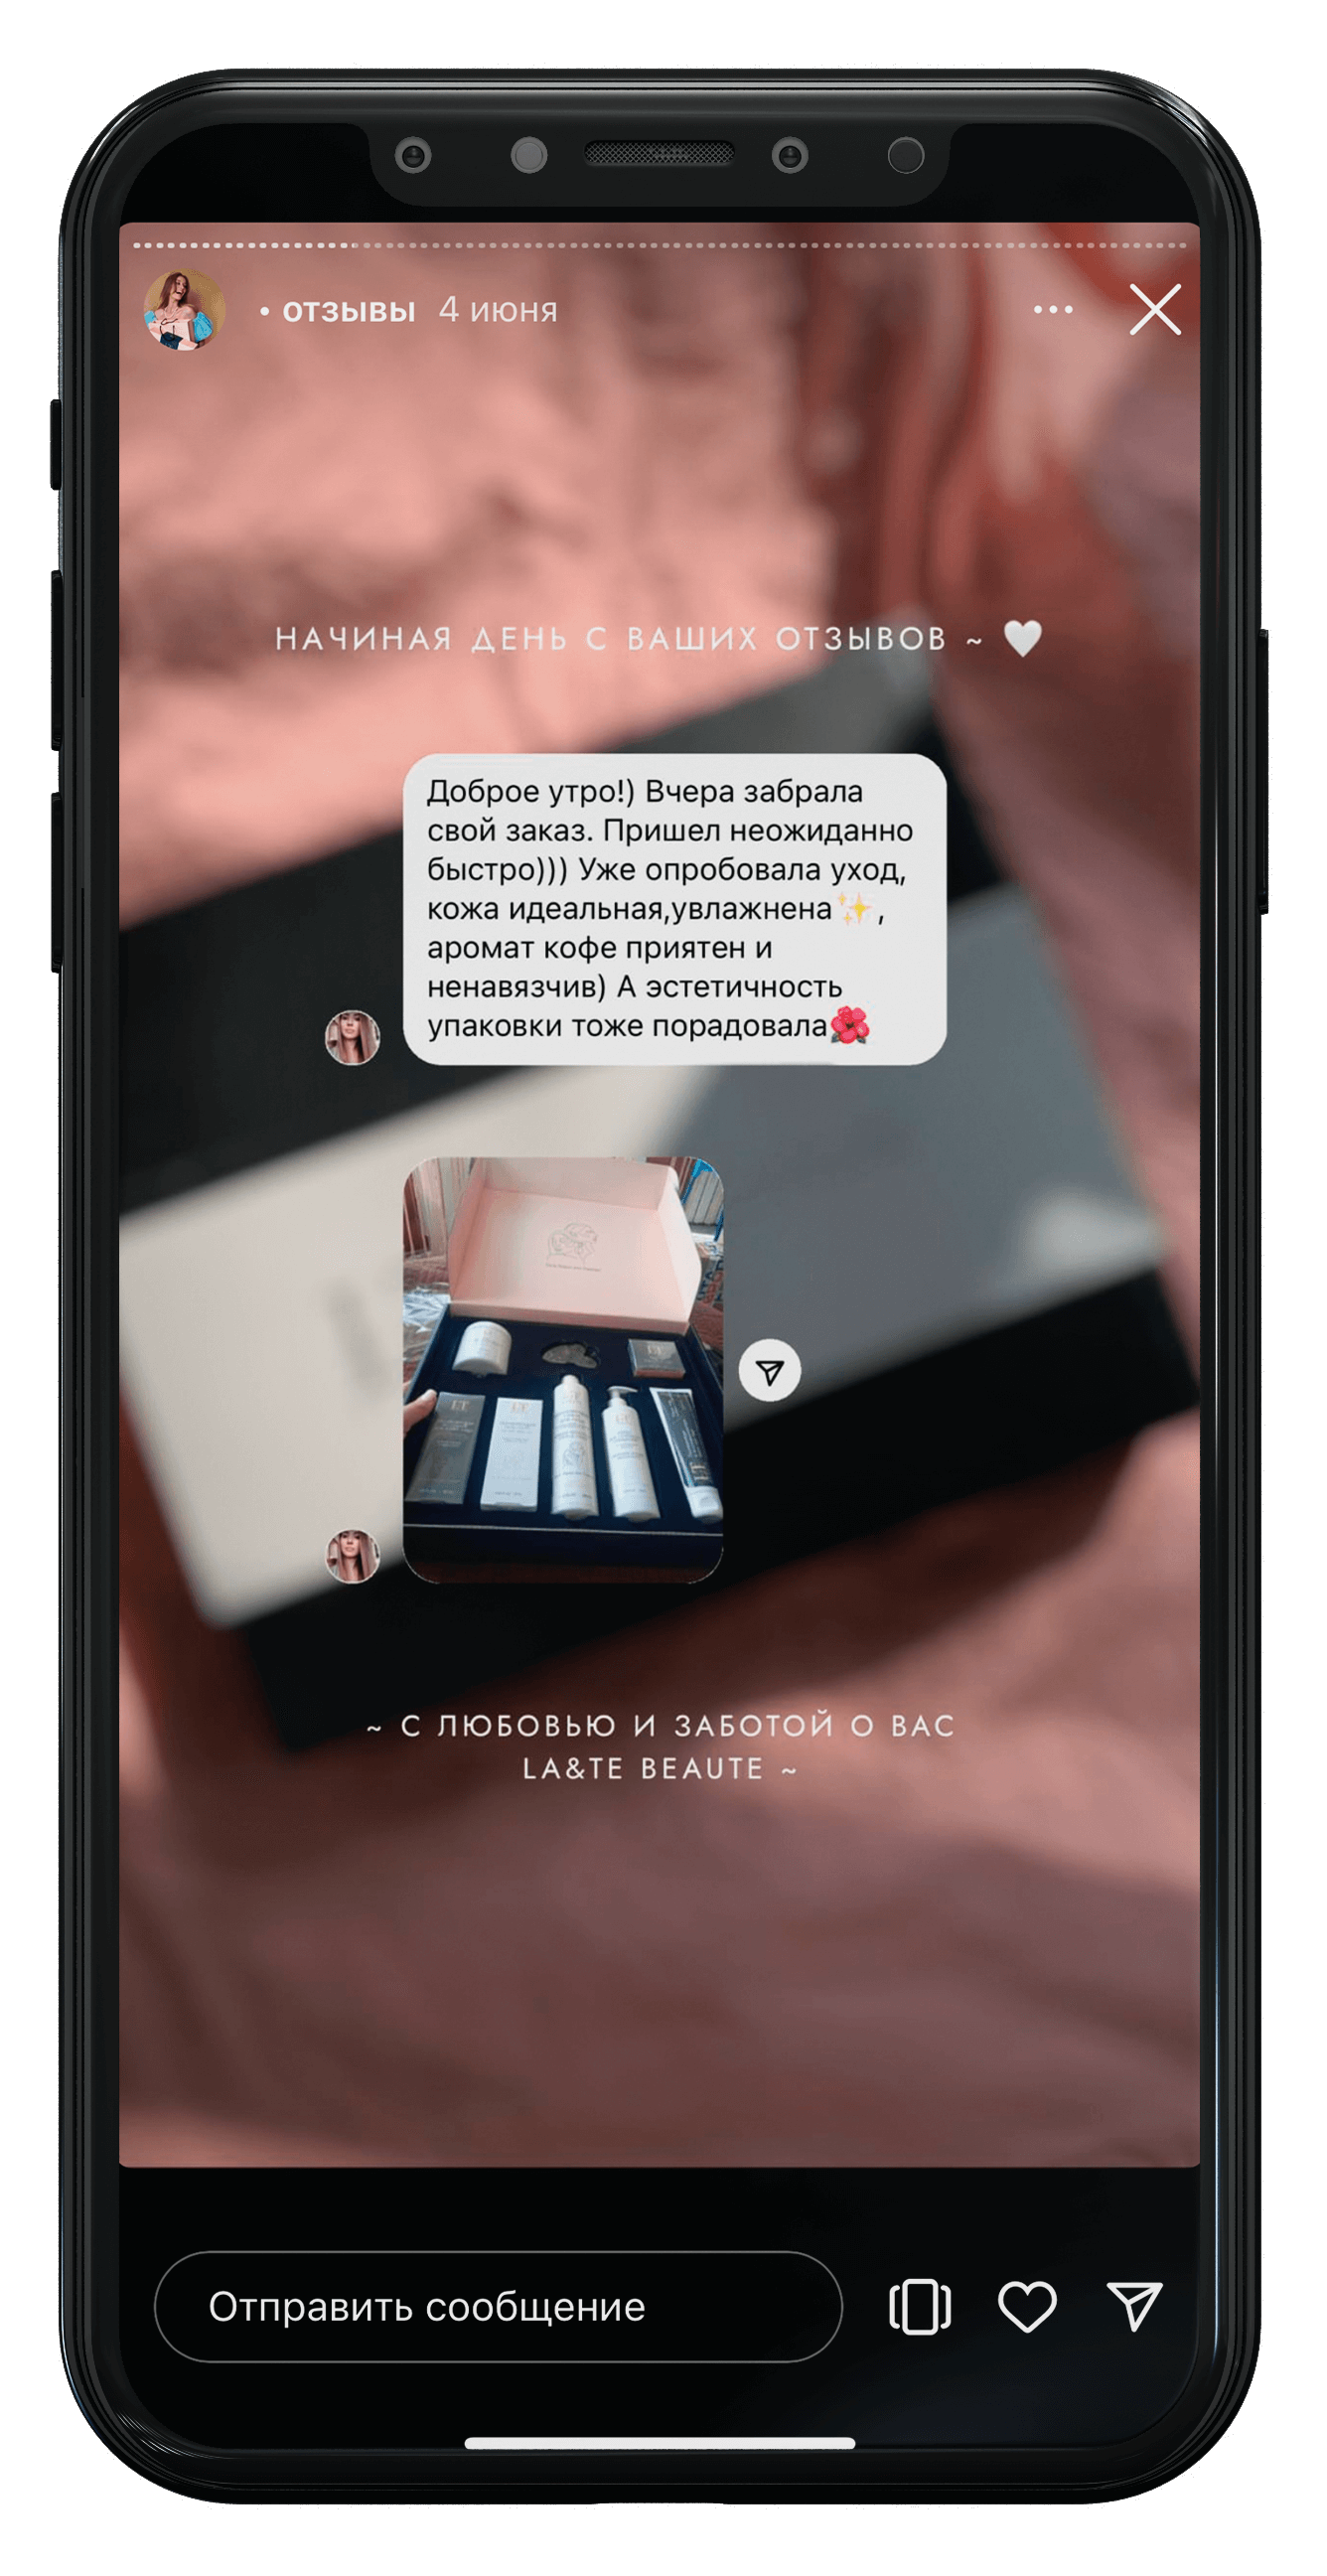 • отзывы 4 июня
НАЧИНАЯ ДЕНЬ С ВАШИХ ОТЗЫВОВ ~ 🤍
Доброе утро!) Вчера забрала
свой заказ. Пришел неожиданно
быстро))) Уже опробовала уход,
кожа идеальная,увлажнена✨,
аромат кофе приятен и
ненавязчив) А эстетичность
упаковки тоже порадовала🌺
~ С ЛЮБОВЬЮ И ЗАБОТОЙ О ВАС
LA&TE BEAUTE ~
Отправить сообщение